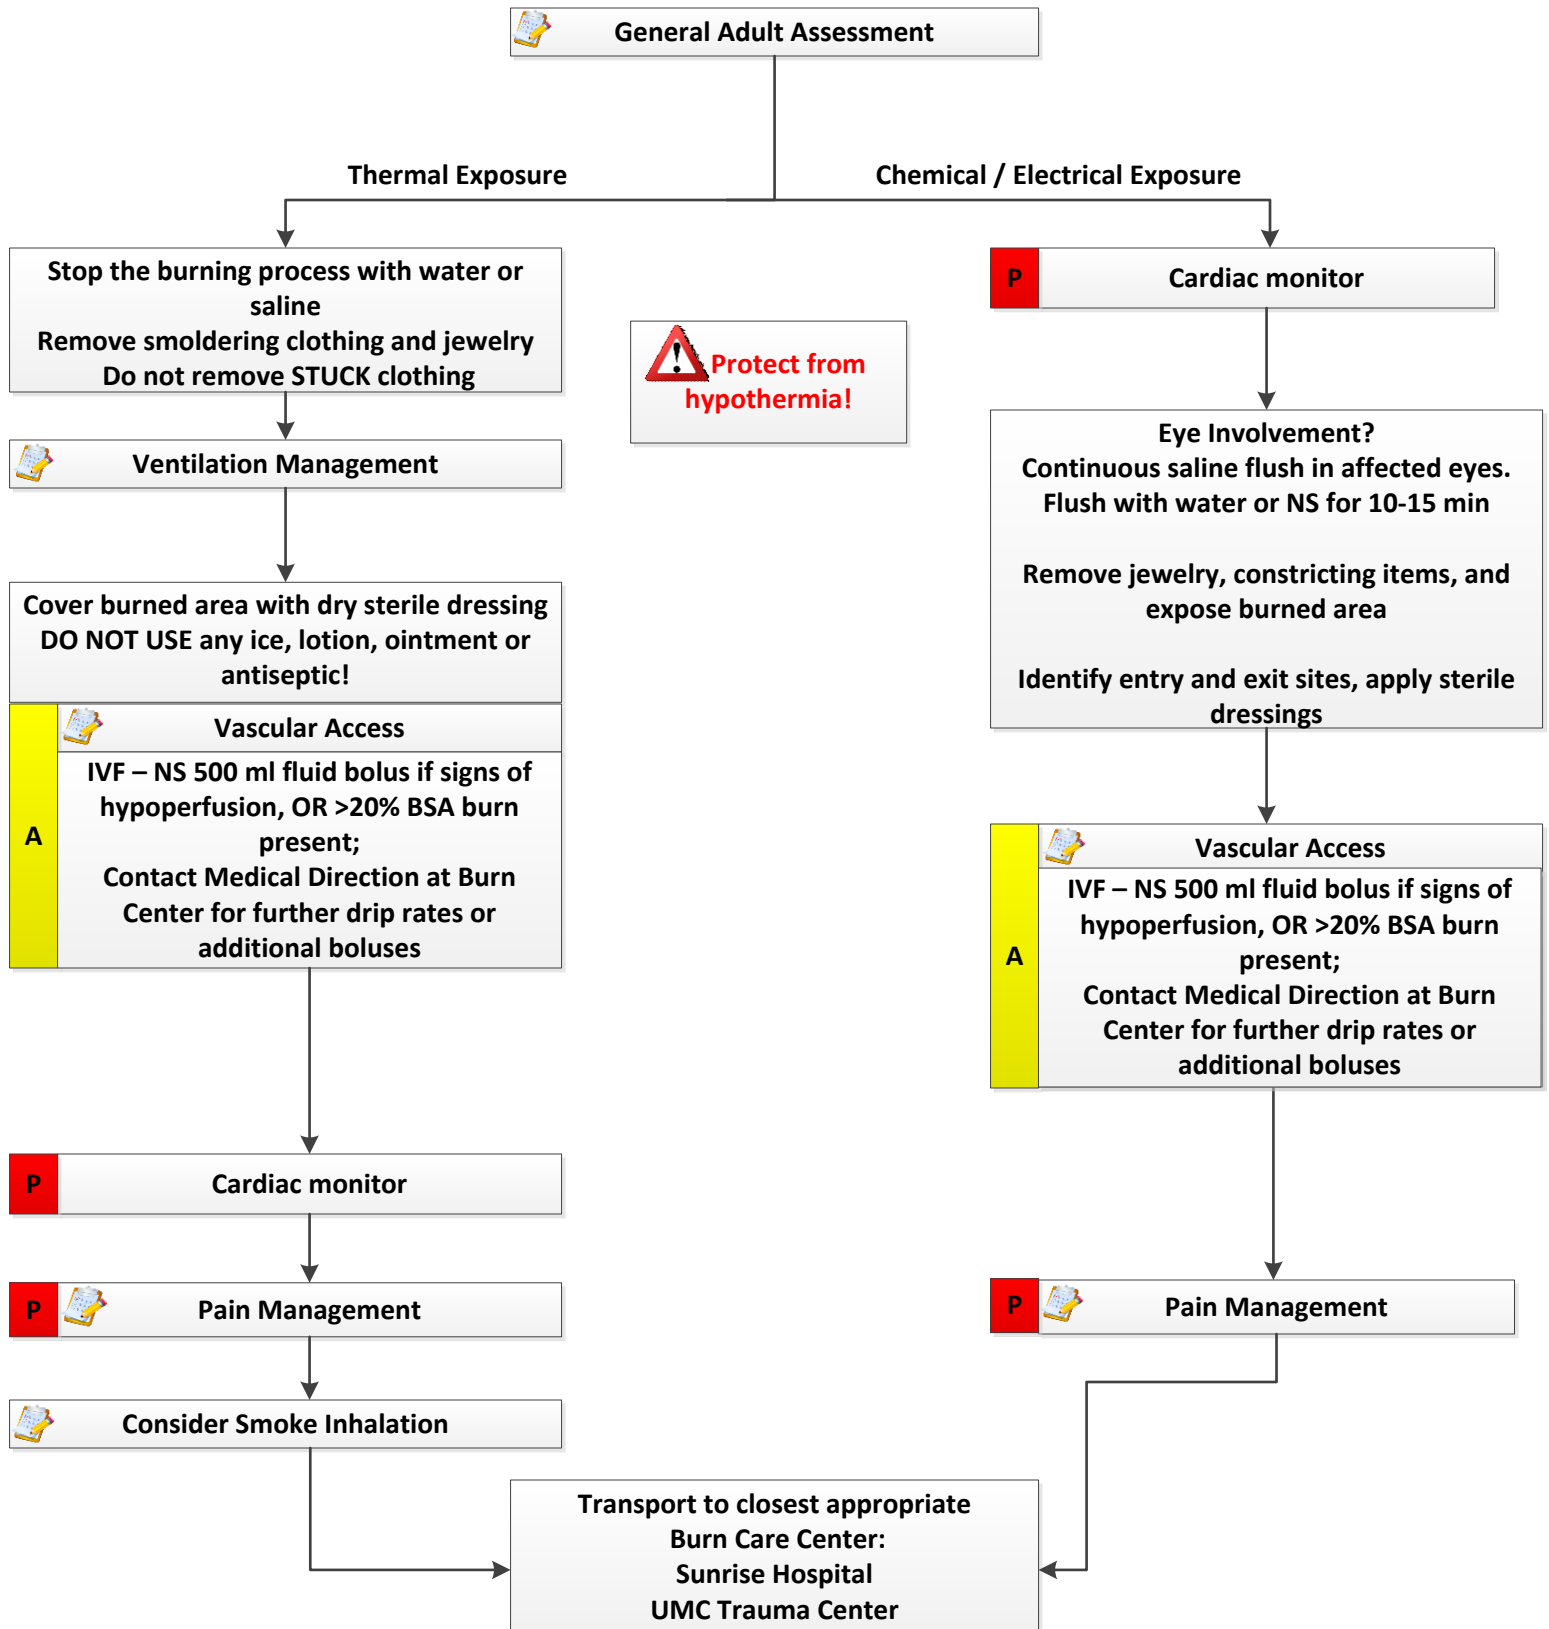 General Adult Assessment
Thermal Exposure
Chemical / Electrical Exposure
Stop the burning process with water or
saline
Remove smoldering clothing and jewelry
Do not remove STUCK clothing
Ventilation Management
Cover burned area with dry sterile dressing
DO NOT USE any ice, lotion, ointment or
antiseptic!
A
Vascular Access
IVF – NS 500 ml fluid bolus if signs of
hypoperfusion, OR >20% BSA burn
present;
Contact Medical Direction at Burn
Center for further drip rates or
additional boluses
P
Cardiac monitor
P
Pain Management
Consider Smoke Inhalation
Protect from
hypothermia!
P
Cardiac monitor
Eye Involvement?
Continuous saline flush in affected eyes.
Flush with water or NS for 10-15 min
Remove jewelry, constricting items, and
expose burned area
Identify entry and exit sites, apply sterile
dressings
A
Vascular Access
IVF – NS 500 ml fluid bolus if signs of
hypoperfusion, OR >20% BSA burn
present;
Contact Medical Direction at Burn
Center for further drip rates or
additional boluses
P
Pain Management
Transport to closest appropriate
Burn Care Center:
Sunrise Hospital
UMC Trauma Center